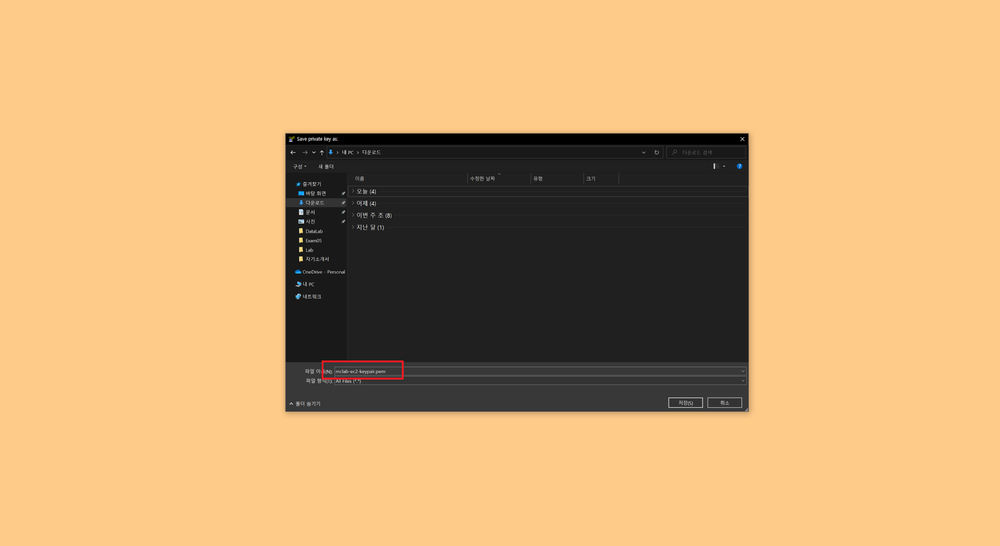 Save private key as:
내 PC > 다운로드
다운로드 검색
구성
새 폴더
이름
수정한 날짜
유형
크기
즐겨찾기
바탕 화면
다운로드
문서
사진
DataLab
Exam05
Lab
자기소개서
OneDrive - Personal
내 PC
네트워크
오늘 (4)
어제 (4)
이번 주 초 (8)
지난 달 (1)
파일 이름(N): mclab-ec2-keypair.pem
파일 형식(T): All Files (*.*)
폴더 숨기기
저장(S)
취소